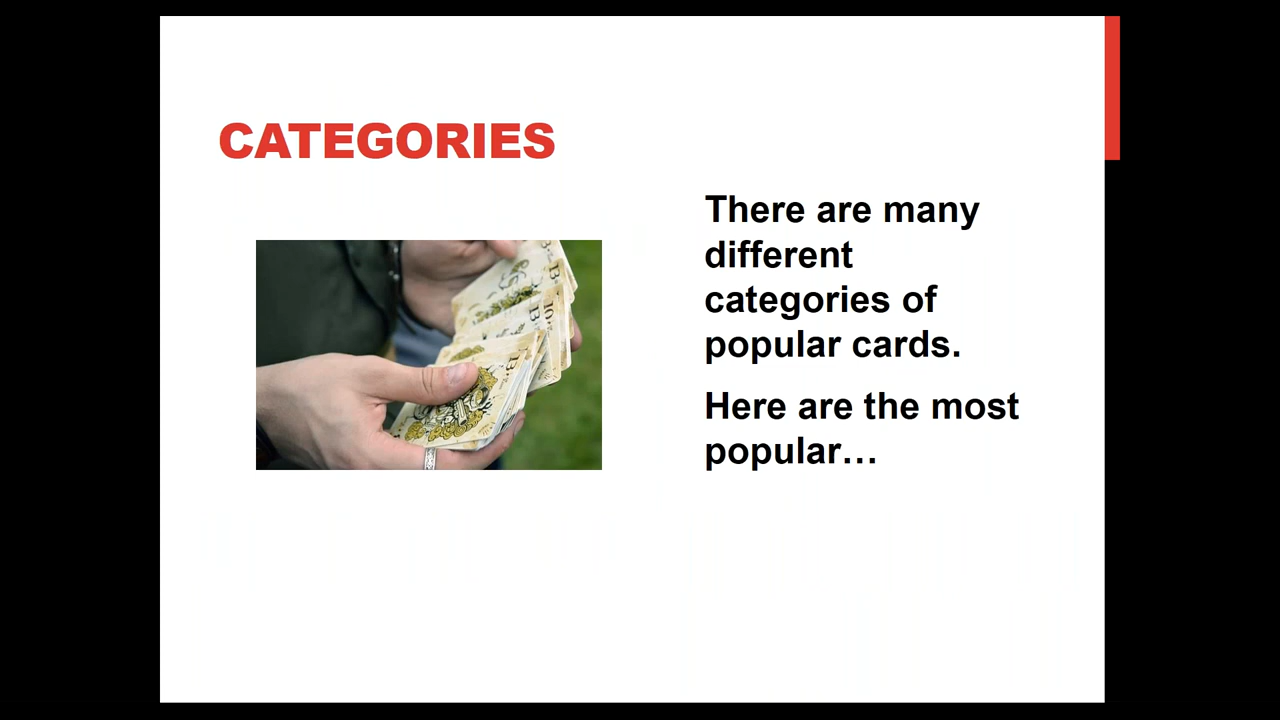 CATEGORIES
There are many
different
categories of
popular cards.
Here are the most
popular…